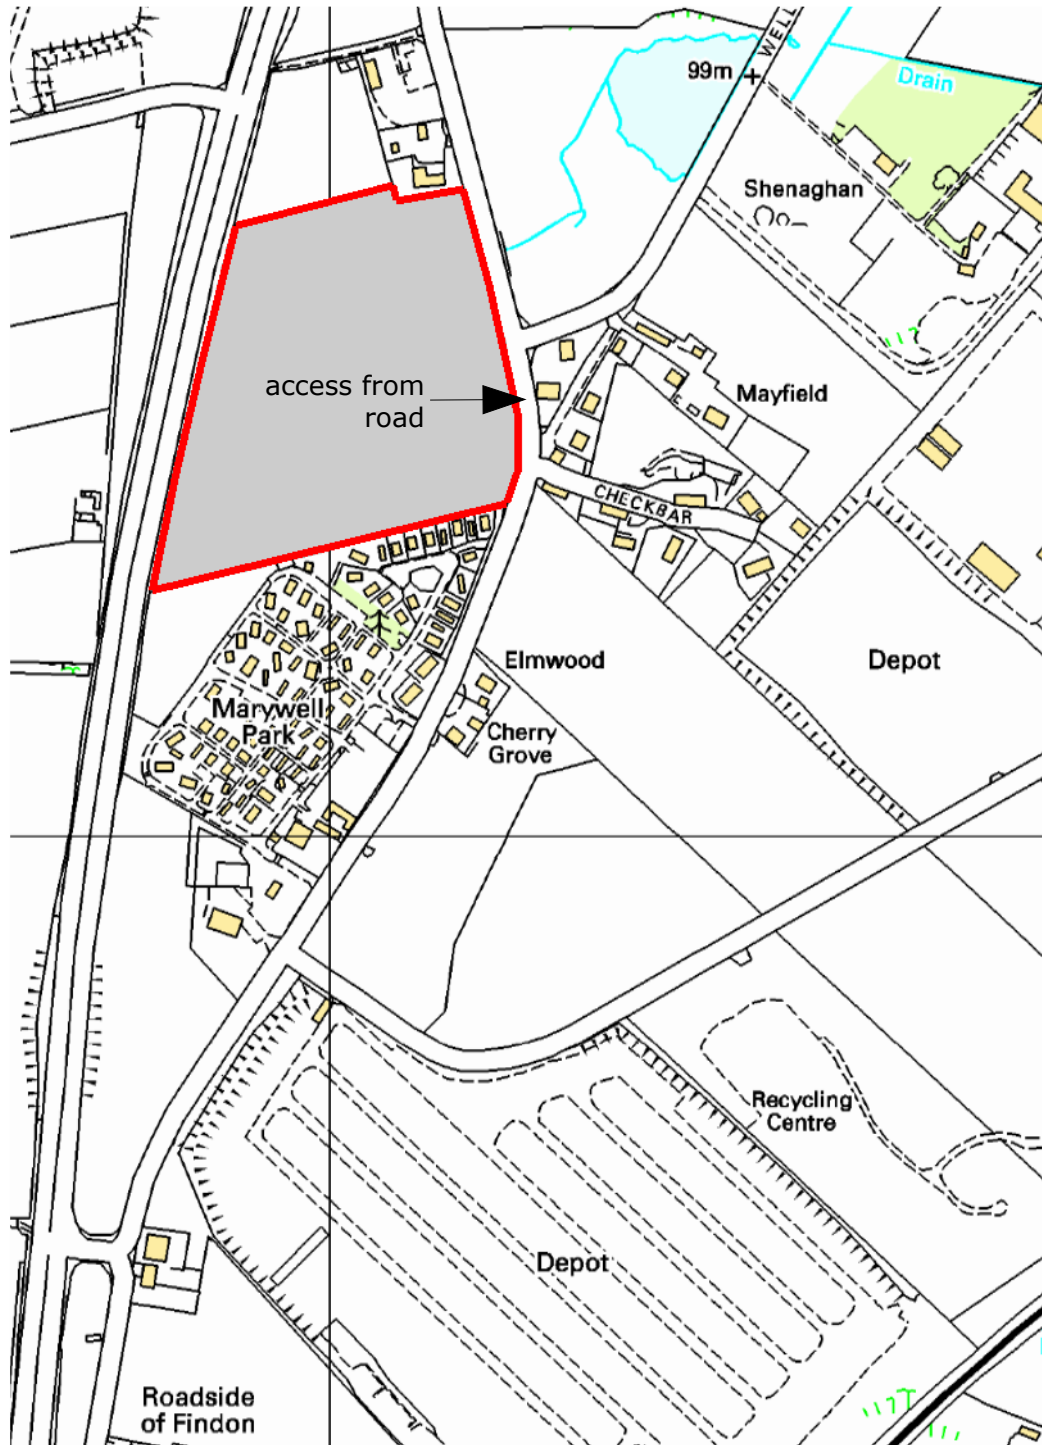 WELL
99m
Drain
Shenaghan
access from
road
Mayfield
CHECKBAR
Elmwood
Depot
Marywell
Park
Cherry
Grove
Recycling
Centre
Depot
Roadside
of Findon